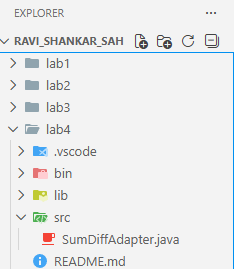 EXPLORER
RAVI_SHANKAR_SAH
lab1
lab2
lab3
lab4
.vscode
bin
lib
src
SumDiffAdapter.java
README.md